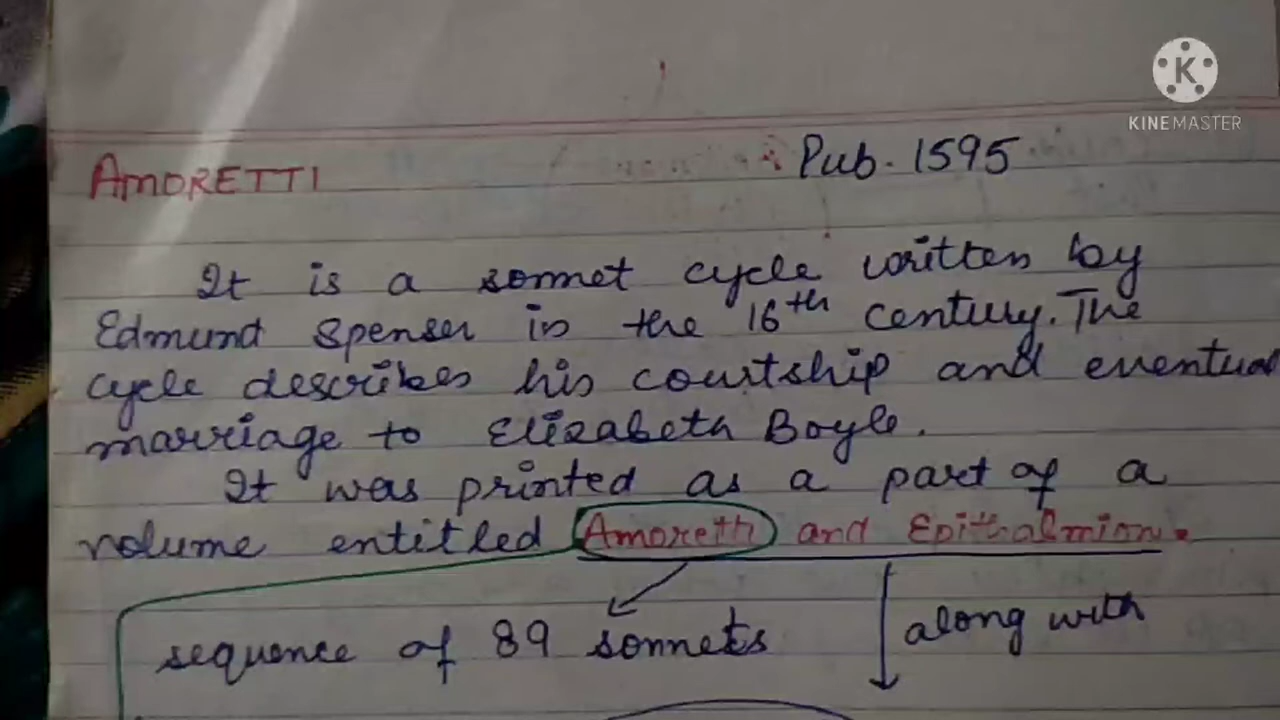 KINEMASTER
AMORETTI Pub. 1595
It is a sonnet cycle written by
Edmund Spenser in the 16th century. The
cycle describes his courtship and eventual
marriage to Elizabeth Boyle.
It was printed as a part of a
volume entitled Amoretti and Epithalmion.
sequence of 89 sonnets along with